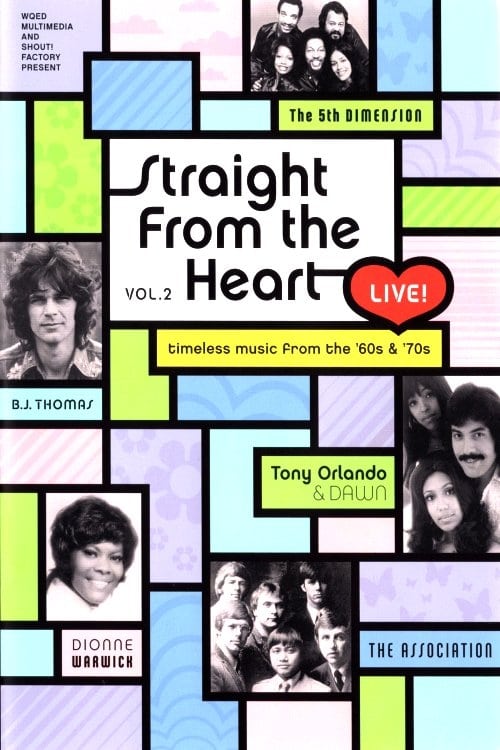 WQED
MULTIMEDIA
AND
SHOUT!
FACTORY
PRESENT
The 5th DIMENSION
Straight
From the
Heart
VOL.2
LIVE!
timeless music from the '60s & '70s
B.J. THOMAS
Tony Orlando
& DAWN
DIONNE
WARWICK
THE ASSOCIATION